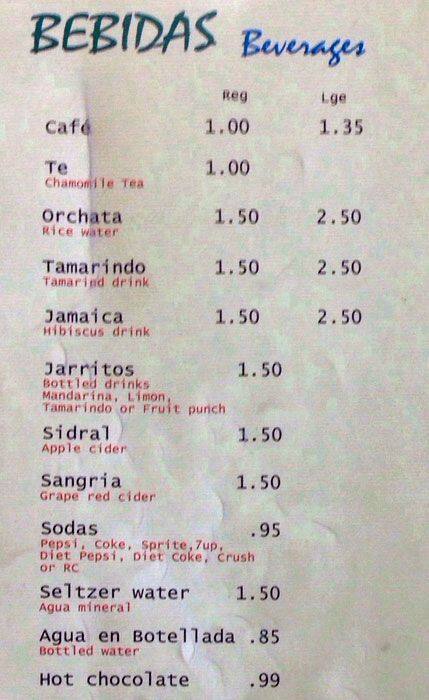 BEBIDAS Beverages
Reg Lge
Café 1.00 1.35
Te 1.00
Chamomile Tea
Orchata 1.50 2.50
Rice water
Tamarindo 1.50 2.50
Tamarind drink
Jamaica 1.50 2.50
Hibiscus drink
Jarritos 1.50
Bottled drinks
Mandarina, Limon,
Tamarindo or Fruit punch
Sidral 1.50
Apple cider
Sangria 1.50
Grape red cider
Sodas .95
Pepsi, Coke, Sprite,7up,
Diet Pepsi, Diet Coke, Crush
or RC
Seltzer water 1.50
Agua mineral
Agua en Botellada .85
Bottled water
Hot chocolate .99